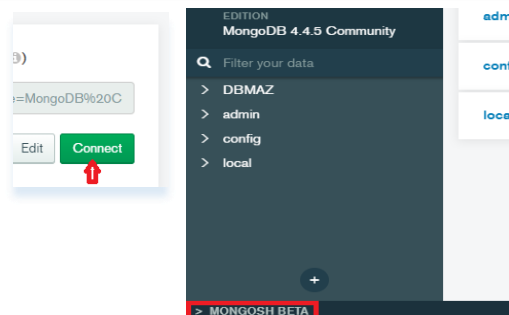 =MongoDB%20C
Edit
Connect
EDITION
MongoDB 4.4.5 Community
Filter your data
> DBMAZ
> admin
> config
> local
+
> MONGOSH BETA
adm
conf
loca